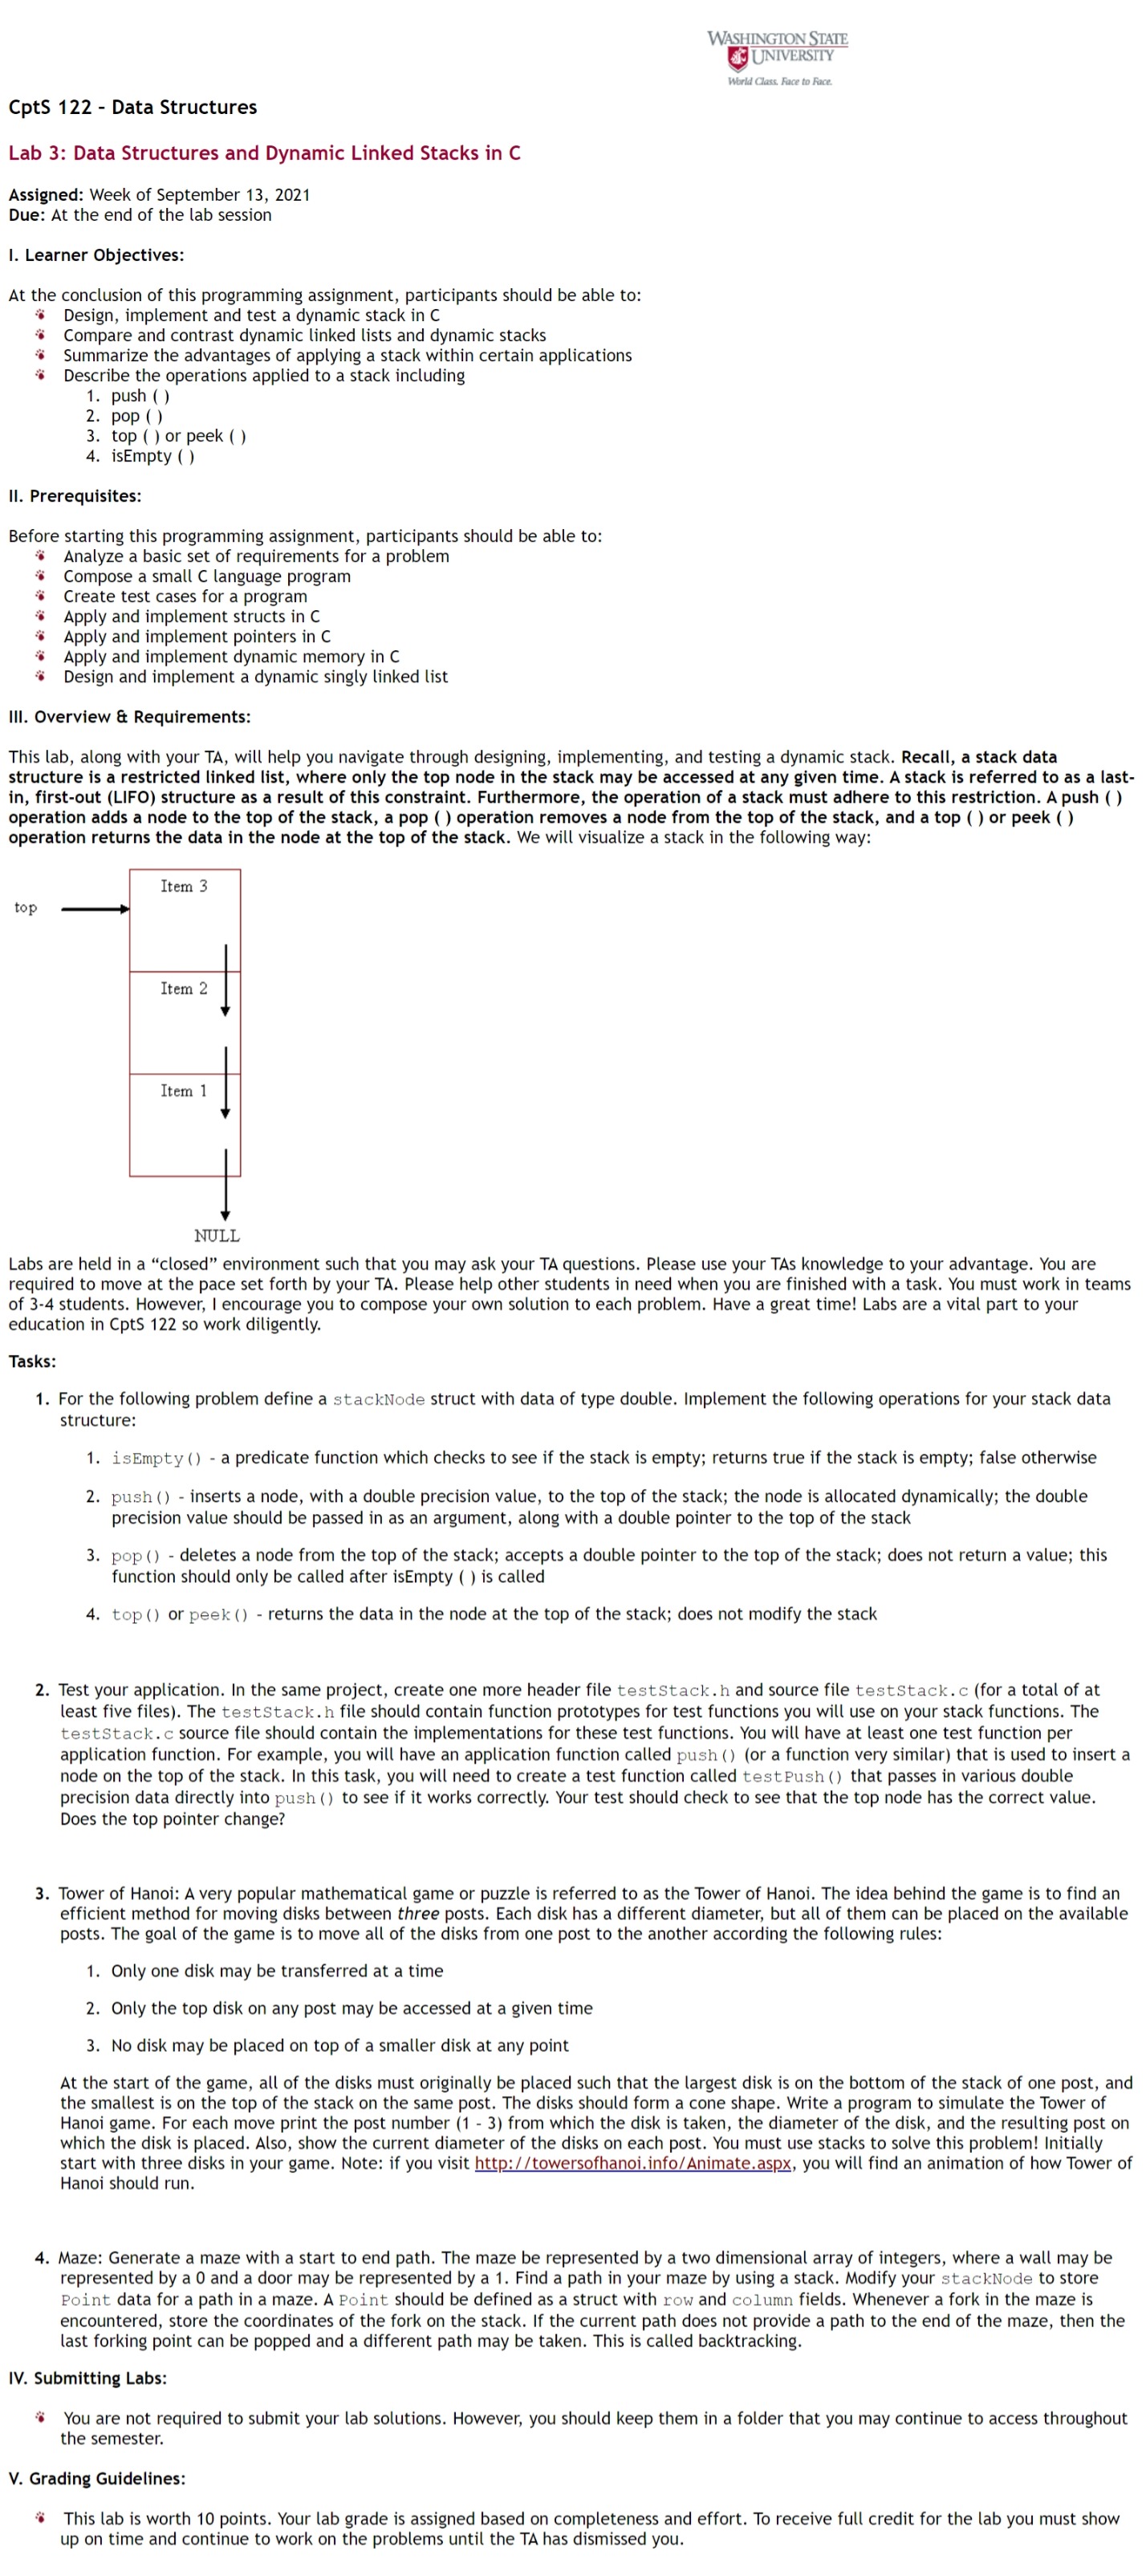 WASHINGTON STATE
UNIVERSITY
World Class. Face to Face.
CptS 122 - Data Structures
Lab 3: Data Structures and Dynamic Linked Stacks in C
Assigned: Week of September 13, 2021
Due: At the end of the lab session
I. Learner Objectives:
At the conclusion of this programming assignment, participants should be able to:
Design, implement and test a dynamic stack in C
Compare and contrast dynamic linked lists and dynamic stacks
Summarize the advantages of applying a stack within certain applications
Describe the operations applied to a stack including
1. push ( )
2. pop ( )
3. top ( ) or peek ( )
4. isEmpty ( )
II. Prerequisites:
Before starting this programming assignment, participants should be able to:
Analyze a basic set of requirements for a problem
Compose a small C language program
Create test cases for a program
Apply and implement structs in C
Apply and implement pointers in C
Apply and implement dynamic memory in C
Design and implement a dynamic singly linked list
III. Overview & Requirements:
This lab, along with your TA, will help you navigate through designing, implementing, and testing a dynamic stack. Recall, a stack data
structure is a restricted linked list, where only the top node in the stack may be accessed at any given time. A stack is referred to as a last-
in, first-out (LIFO) structure as a result of this constraint. Furthermore, the operation of a stack must adhere to this restriction. A push ( )
operation adds a node to the top of the stack, a pop ( ) operation removes a node from the top of the stack, and a top ( ) or peek ( )
operation returns the data in the node at the top of the stack. We will visualize a stack in the following way:
Item 3
top
Item 2
Item 1
NULL
Labs are held in a “closed” environment such that you may ask your TA questions. Please use your TAs knowledge to your advantage. You are
required to move at the pace set forth by your TA. Please help other students in need when you are finished with a task. You must work in teams
of 3-4 students. However, I encourage you to compose your own solution to each problem. Have a great time! Labs are a vital part to your
education in CptS 122 so work diligently.
Tasks:
1. For the following problem define a stackNode struct with data of type double. Implement the following operations for your stack data
structure:
1. isEmpty() - a predicate function which checks to see if the stack is empty; returns true if the stack is empty; false otherwise
2. push() - inserts a node, with a double precision value, to the top of the stack; the node is allocated dynamically; the double
precision value should be passed in as an argument, along with a double pointer to the top of the stack
3. pop() - deletes a node from the top of the stack; accepts a double pointer to the top of the stack; does not return a value; this
function should only be called after isEmpty ( ) is called
4. top() or peek() - returns the data in the node at the top of the stack; does not modify the stack
2. Test your application. In the same project, create one more header file testStack.h and source file testStack.c (for a total of at
least five files). The testStack.h file should contain function prototypes for test functions you will use on your stack functions. The
testStack.c source file should contain the implementations for these test functions. You will have at least one test function per
application function. For example, you will have an application function called push() (or a function very similar) that is used to insert a
node on the top of the stack. In this task, you will need to create a test function called testPush() that passes in various double
precision data directly into push() to see if it works correctly. Your test should check to see that the top node has the correct value.
Does the top pointer change?
3. Tower of Hanoi: A very popular mathematical game or puzzle is referred to as the Tower of Hanoi. The idea behind the game is to find an
efficient method for moving disks between three posts. Each disk has a different diameter, but all of them can be placed on the available
posts. The goal of the game is to move all of the disks from one post to the another according the following rules:
1. Only one disk may be transferred at a time
2. Only the top disk on any post may be accessed at a given time
3. No disk may be placed on top of a smaller disk at any point
At the start of the game, all of the disks must originally be placed such that the largest disk is on the bottom of the stack of one post, and
the smallest is on the top of the stack on the same post. The disks should form a cone shape. Write a program to simulate the Tower of
Hanoi game. For each move print the post number (1 - 3) from which the disk is taken, the diameter of the disk, and the resulting post on
which the disk is placed. Also, show the current diameter of the disks on each post. You must use stacks to solve this problem! Initially
start with three disks in your game. Note: if you visit http://towersofhanoi.info/Animate.aspx, you will find an animation of how Tower of
Hanoi should run.
4. Maze: Generate a maze with a start to end path. The maze be represented by a two dimensional array of integers, where a wall may be
represented by a 0 and a door may be represented by a 1. Find a path in your maze by using a stack. Modify your stackNode to store
Point data for a path in a maze. A Point should be defined as a struct with row and column fields. Whenever a fork in the maze is
encountered, store the coordinates of the fork on the stack. If the current path does not provide a path to the end of the maze, then the
last forking point can be popped and a different path may be taken. This is called backtracking.
IV. Submitting Labs:
You are not required to submit your lab solutions. However, you should keep them in a folder that you may continue to access throughout
the semester.
V. Grading Guidelines:
This lab is worth 10 points. Your lab grade is assigned based on completeness and effort. To receive full credit for the lab you must show
up on time and continue to work on the problems until the TA has dismissed you.